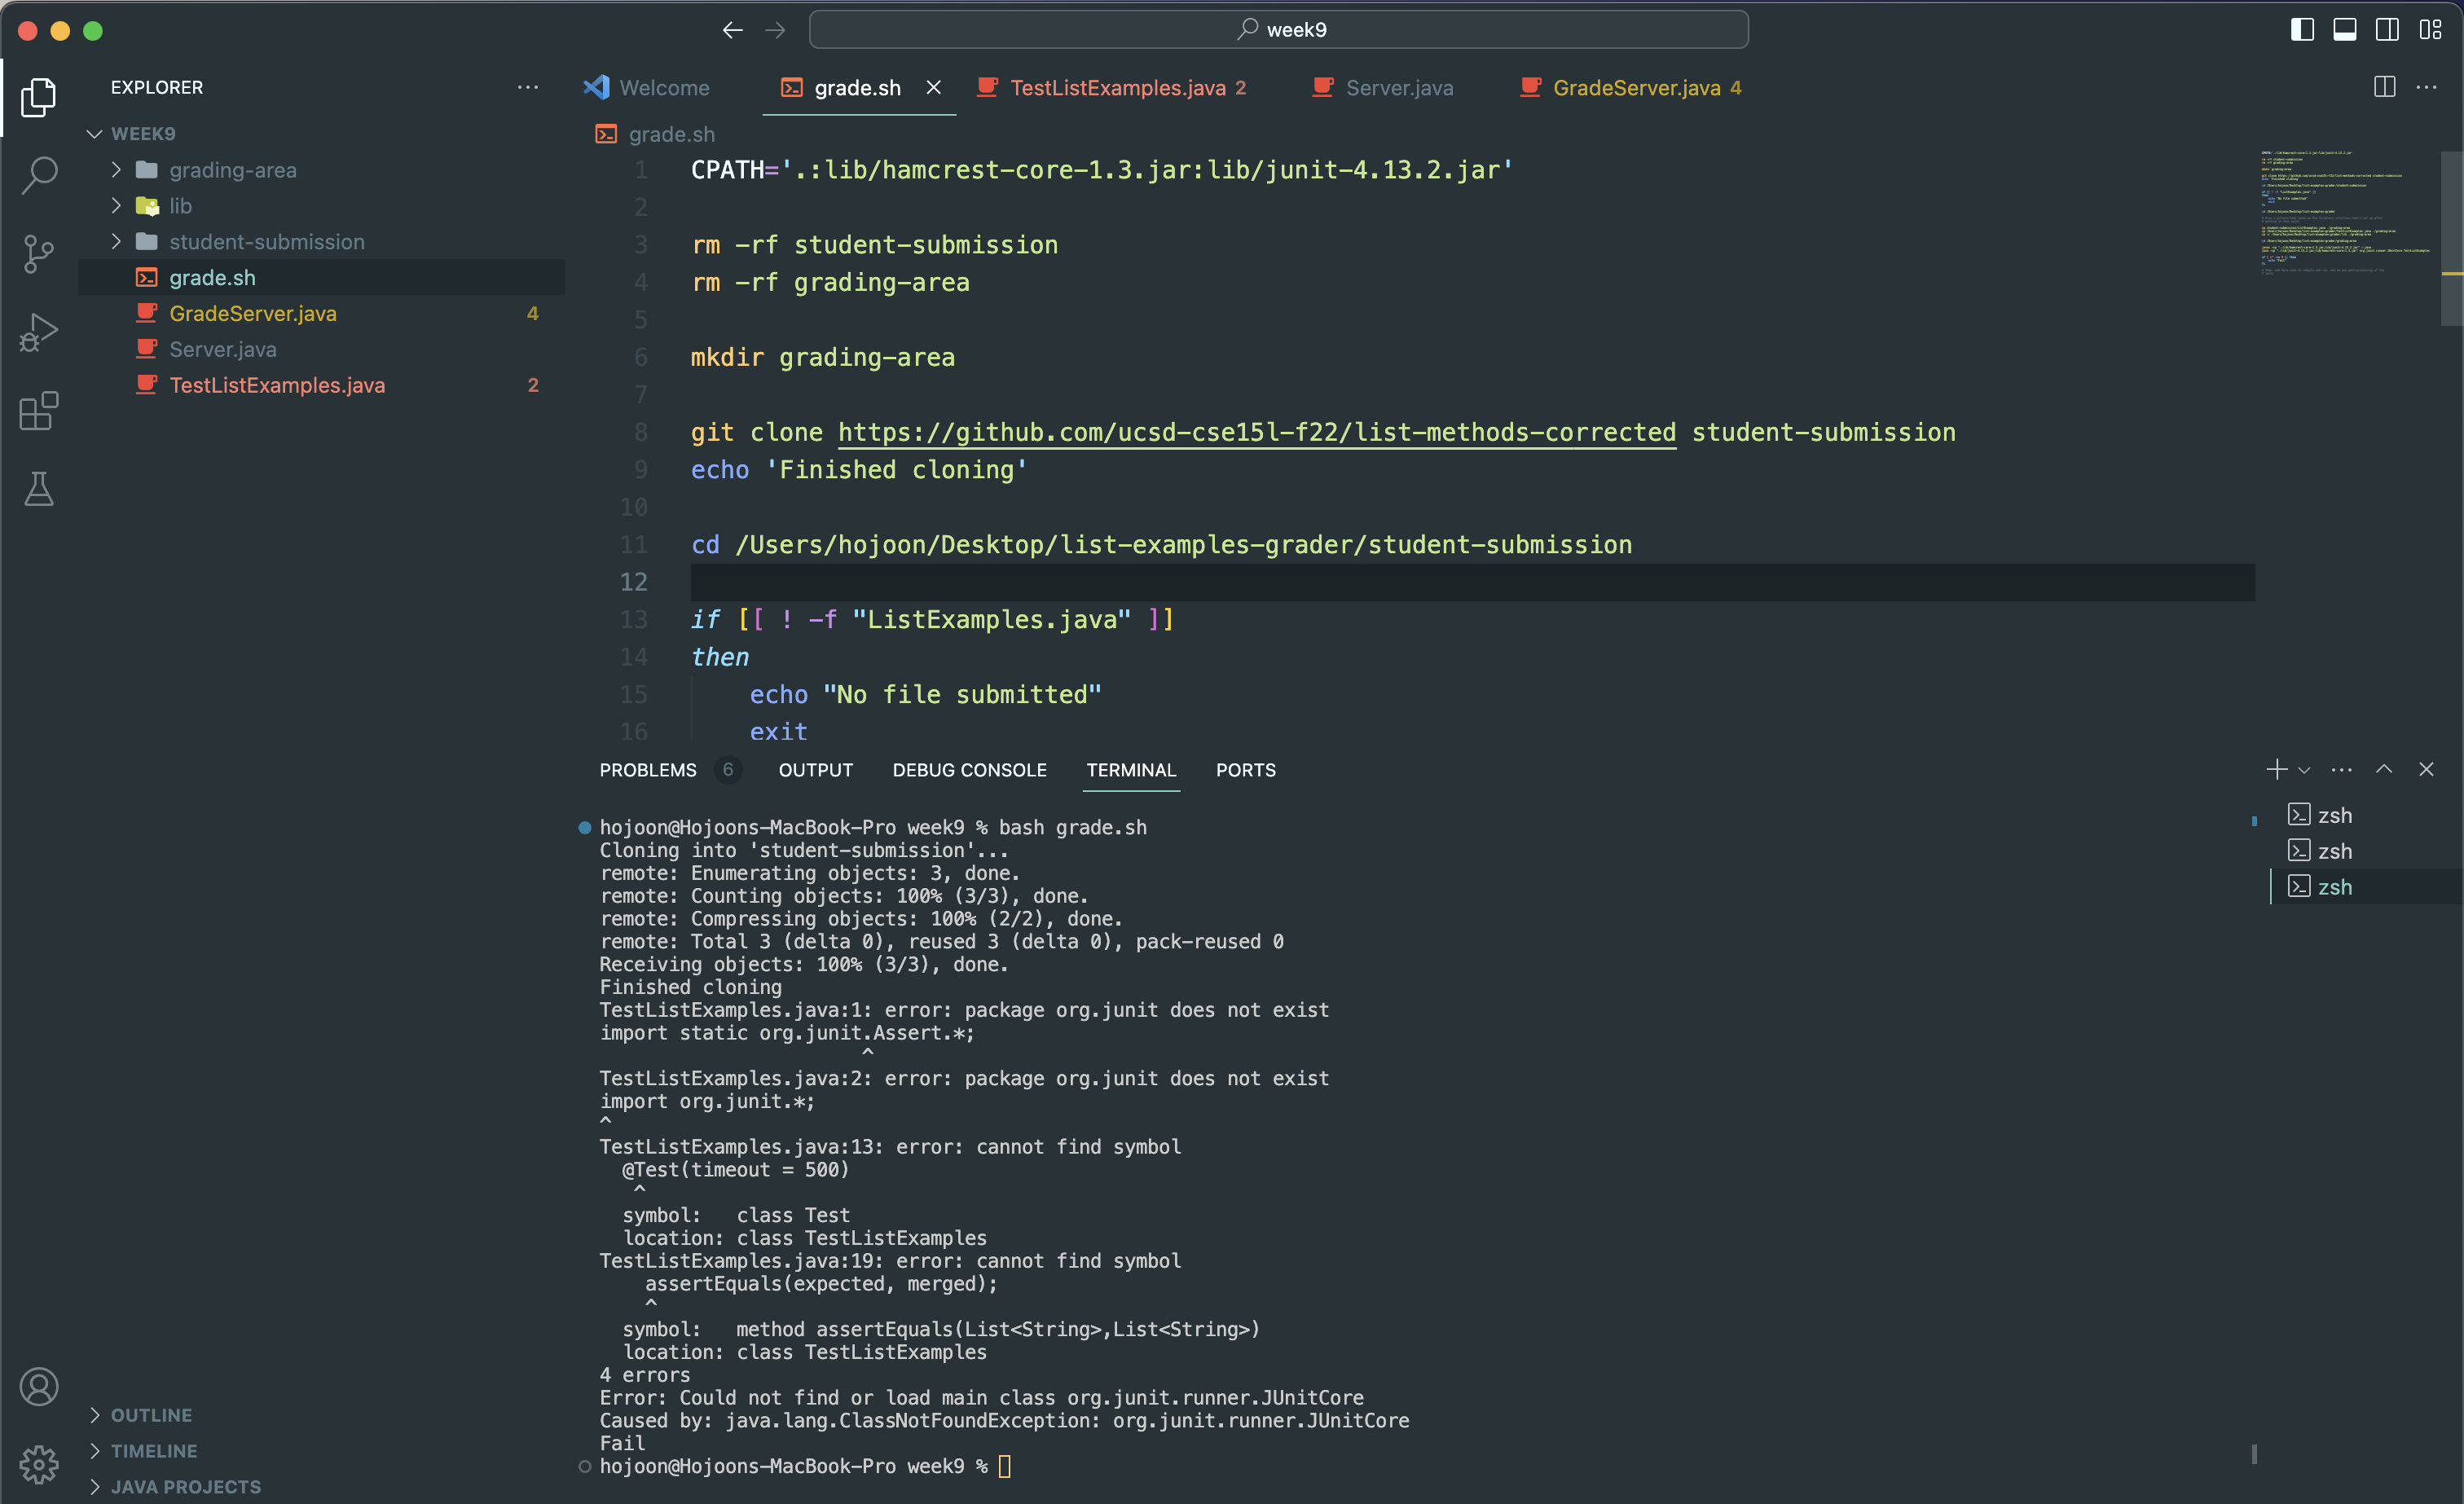 week9
EXPLORER
Welcome
grade.sh
TestListExamples.java 2
Server.java
GradeServer.java 4
WEEK9
grading-area
lib
student-submission
grade.sh
GradeServer.java 4
Server.java
TestListExamples.java 2
OUTLINE
TIMELINE
JAVA PROJECTS
grade.sh
1 CPATH='.:lib/hamcrest-core-1.3.jar:lib/junit-4.13.2.jar'
2
3 rm -rf student-submission
4 rm -rf grading-area
5
6 mkdir grading-area
7
8 git clone https://github.com/ucsd-cse15l-f22/list-methods-corrected student-submission
9 echo 'Finished cloning'
10
11 cd /Users/hojoon/Desktop/list-examples-grader/student-submission
12
13 if [[ ! -f "ListExamples.java" ]]
14 then
15 echo "No file submitted"
16 exit
PROBLEMS 6 OUTPUT DEBUG CONSOLE TERMINAL PORTS
hojoon@Hojoons-MacBook-Pro week9 % bash grade.sh
Cloning into 'student-submission'...
remote: Enumerating objects: 3, done.
remote: Counting objects: 100% (3/3), done.
remote: Compressing objects: 100% (2/2), done.
remote: Total 3 (delta 0), reused 3 (delta 0), pack-reused 0
Receiving objects: 100% (3/3), done.
Finished cloning
TestListExamples.java:1: error: package org.junit does not exist
import static org.junit.Assert.*;
^
TestListExamples.java:2: error: package org.junit does not exist
import org.junit.*;
^
TestListExamples.java:13: error: cannot find symbol
@Test(timeout = 500)
^
symbol: class Test
location: class TestListExamples
TestListExamples.java:19: error: cannot find symbol
assertEquals(expected, merged);
^
symbol: method assertEquals(List<String>,List<String>)
location: class TestListExamples
4 errors
Error: Could not find or load main class org.junit.runner.JUnitCore
Caused by: java.lang.ClassNotFoundException: org.junit.runner.JUnitCore
Fail
hojoon@Hojoons-MacBook-Pro week9 %
zsh
zsh
zsh